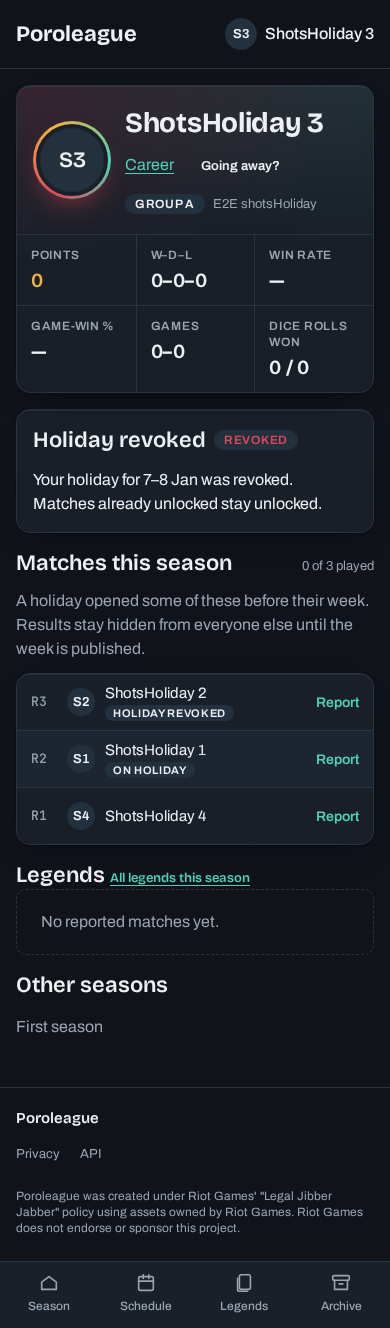 Poroleague
S3 ShotsHoliday 3
S3
ShotsHoliday 3
Career Going away?
GROUP A E2E shotsHoliday
POINTS W–D–L WIN RATE
0 0–0–0 —
GAME-WIN % GAMES DICE ROLLS WON
— 0–0 0 / 0
Holiday revoked REVOKED
Your holiday for 7–8 Jan was revoked.
Matches already unlocked stay unlocked.
Matches this season 0 of 3 played
A holiday opened some of these before their week.
Results stay hidden from everyone else until the
week is published.
R3 S2 ShotsHoliday 2 Report
HOLIDAY REVOKED
R2 S1 ShotsHoliday 1 Report
ON HOLIDAY
R1 S4 ShotsHoliday 4 Report
Legends All legends this season
No reported matches yet.
Other seasons
First season
Poroleague
Privacy API
Poroleague was created under Riot Games' "Legal Jibber
Jabber" policy using assets owned by Riot Games. Riot Games
does not endorse or sponsor this project.
Season Schedule Legends Archive